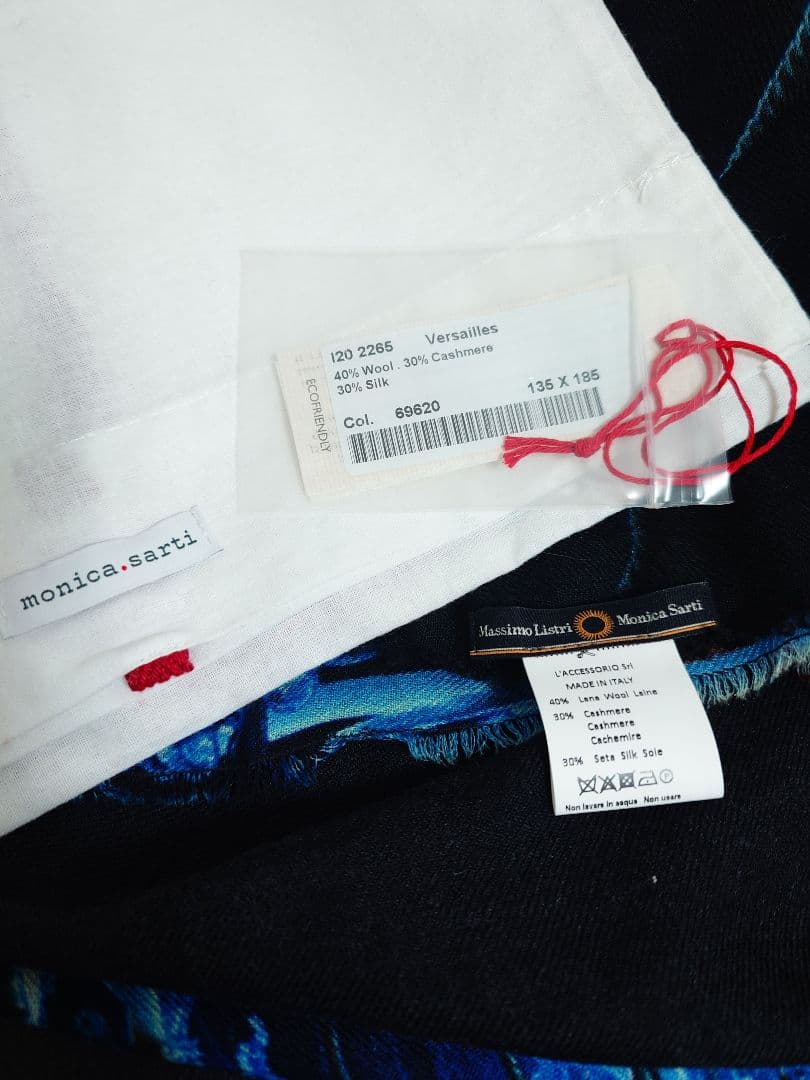 I20 2265 Versailles
40% Wool . 30% Cashmere
30% Silk
Col. 69620 135 X 185
ECOFRIENDLY
monica.sarti
Massimo Listri Monica Sarti
L'ACCESSORIO Srl
MADE IN ITALY
40% Lana Wool Laine
30% Cashmere
Cashmere
Cachemire
30% Seta Silk Soie
Non lavare in acqua Non usare